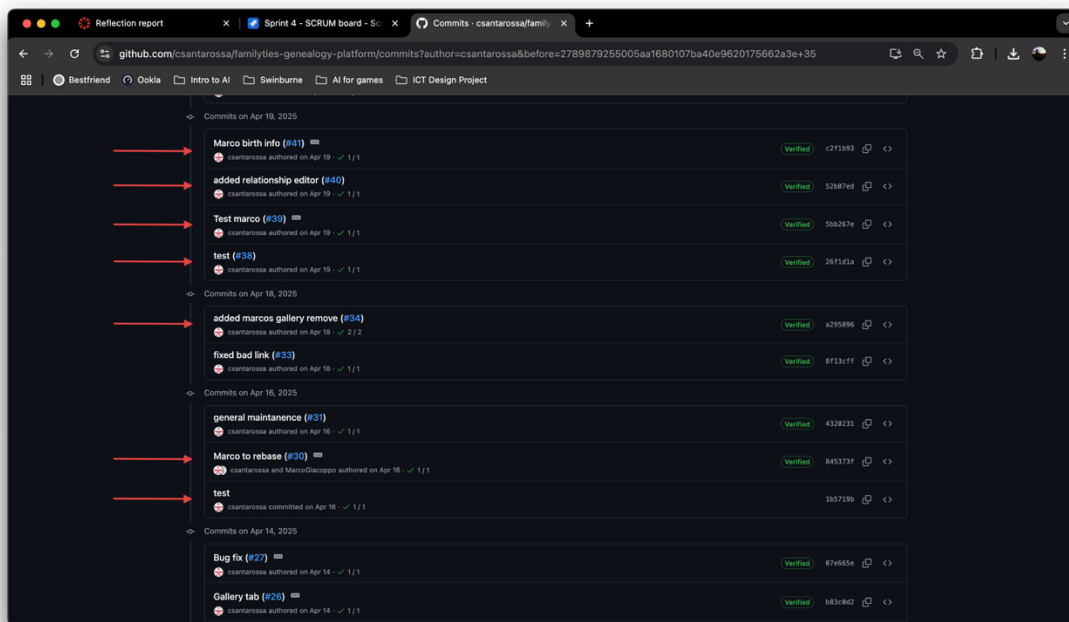 Reflection report
Sprint 4 - SCRUM board - Sc
Commits · csantarossa/family
github.com/csantarossa/familyties-genealogy-platform/commits?author=csantarossa&before=2789879255005aa1680107ba40e9620175662a3e+35
Bestfriend
Ookla
Intro to AI
Swinburne
AI for games
ICT Design Project
Commits on Apr 19, 2025
Marco birth info (#41)
csantarossa authored on Apr 19 · 1 / 1
Verified
c2f1b93
added relationship editor (#40)
csantarossa authored on Apr 19 · 1 / 1
Verified
52b07ed
Test marco (#39)
csantarossa authored on Apr 19 · 1 / 1
Verified
5bb267e
test (#38)
csantarossa authored on Apr 19 · 1 / 1
Verified
26f1d1a
Commits on Apr 18, 2025
added marcos gallery remove (#34)
csantarossa authored on Apr 18 · 2 / 2
Verified
a295896
fixed bad link (#33)
csantarossa authored on Apr 18 · 1 / 1
Verified
8f13cff
Commits on Apr 16, 2025
general maintanence (#31)
csantarossa authored on Apr 16 · 1 / 1
Verified
4320231
Marco to rebase (#30)
csantarossa and MarcoGiacoppo authored on Apr 16 · 1 / 1
Verified
845373f
test
csantarossa committed on Apr 16 · 1 / 1
1b5719b
Commits on Apr 14, 2025
Bug fix (#27)
csantarossa authored on Apr 14 · 1 / 1
Verified
07e665e
Gallery tab (#26)
csantarossa authored on Apr 14 · 1 / 1
Verified
b83c0d2